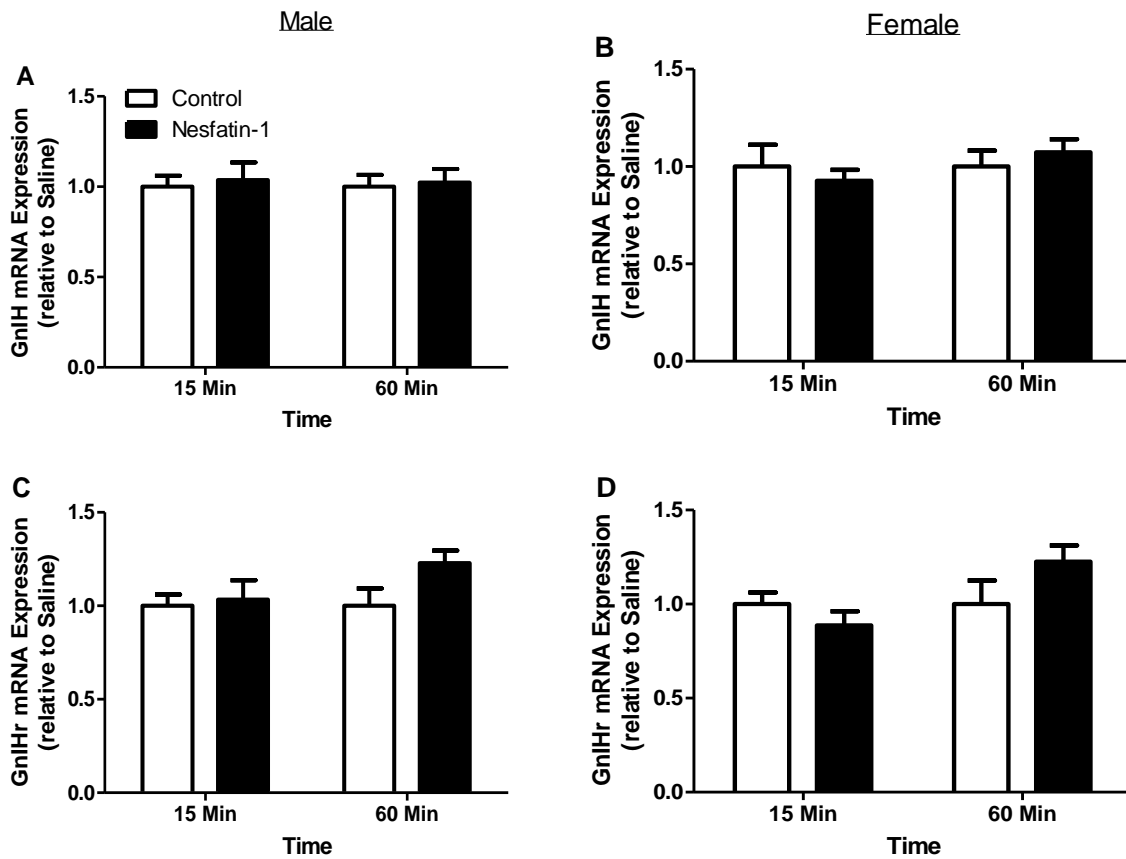 Male
Female
A
GnIH mRNA Expression
(relative to Saline)
1.5
1.0
0.5
0.0
Control
Nesfatin-1
15 Min
60 Min
Time
B
GnIH mRNA Expression
(relative to Saline)
1.5
1.0
0.5
0.0
15 Min
60 Min
Time
C
GnIHr mRNA Expression
(relative to Saline)
1.5
1.0
0.5
0.0
15 Min
60 Min
Time
D
GnIHr mRNA Expression
(relative to Saline)
1.5
1.0
0.5
0.0
15 Min
60 Min
Time